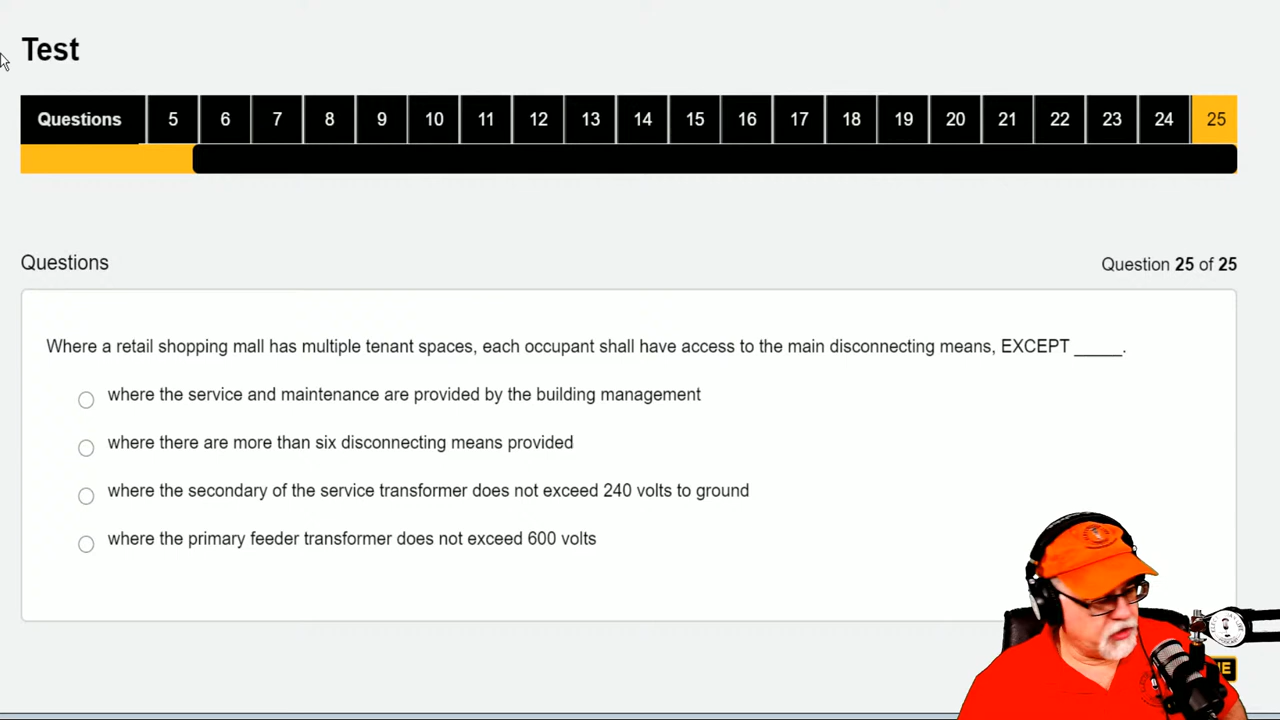 Test
Questions 5 6 7 8 9 10 11 12 13 14 15 16 17 18 19 20 21 22 23 24 25
Questions
Question 25 of 25
Where a retail shopping mall has multiple tenant spaces, each occupant shall have access to the main disconnecting means, EXCEPT _____.
where the service and maintenance are provided by the building management
where there are more than six disconnecting means provided
where the secondary of the service transformer does not exceed 240 volts to ground
where the primary feeder transformer does not exceed 600 volts